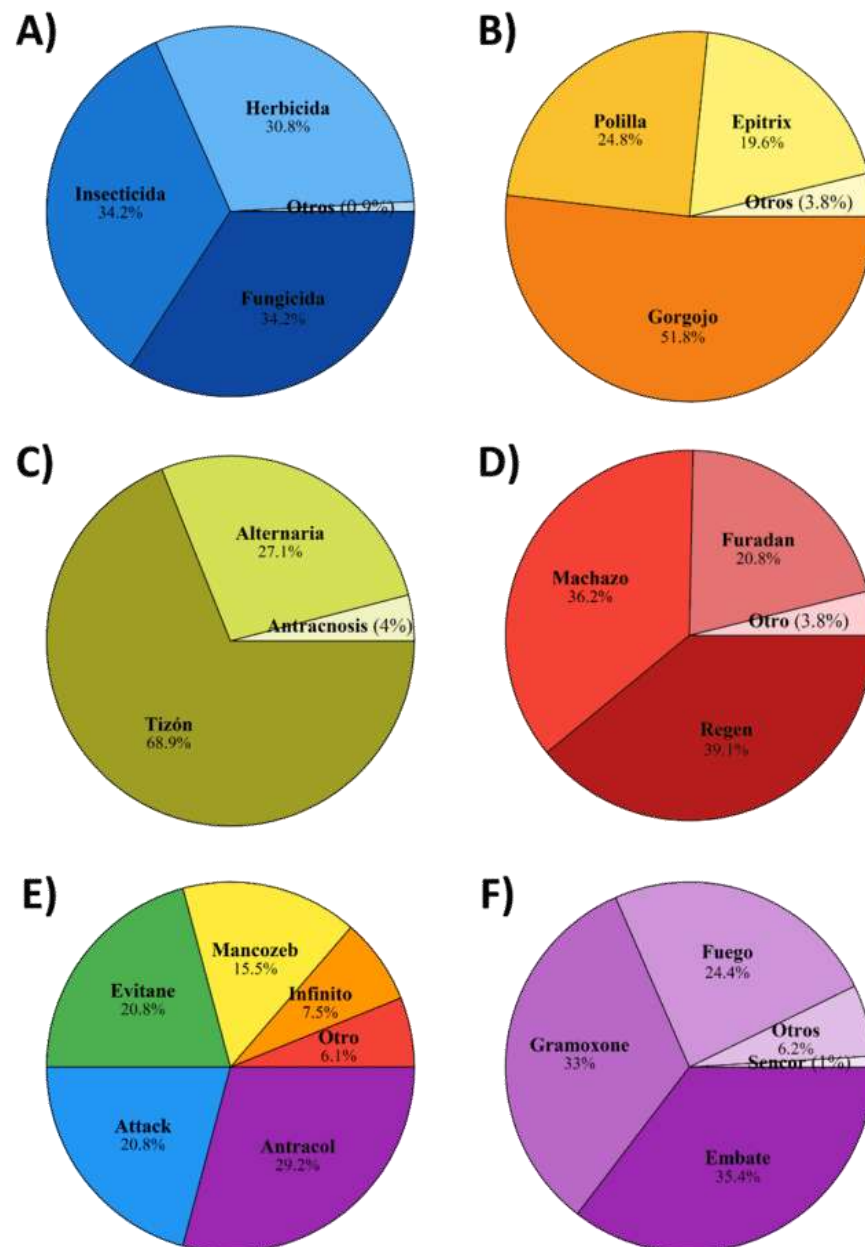 A)
Herbicida
30.8%
Insecticida
34.2%
Otros (0.9%)
Fungicida
34.2%
B)
Polilla
24.8%
Epitrix
19.6%
Otros (3.8%)
Gorgojo
51.8%
C)
Alternaria
27.1%
Antracnosis (4%)
Tizón
68.9%
D)
Furadan
20.8%
Machazo
36.2%
Otro (3.8%)
Regen
39.1%
E)
Mancozeb
15.5%
Evitane
20.8%
Infinito
7.5%
Otro
6.1%
Attack
20.8%
Antracol
29.2%
F)
Fuego
24.4%
Gramoxone
33%
Otros
6.2%
Sencor (1%)
Embate
35.4%